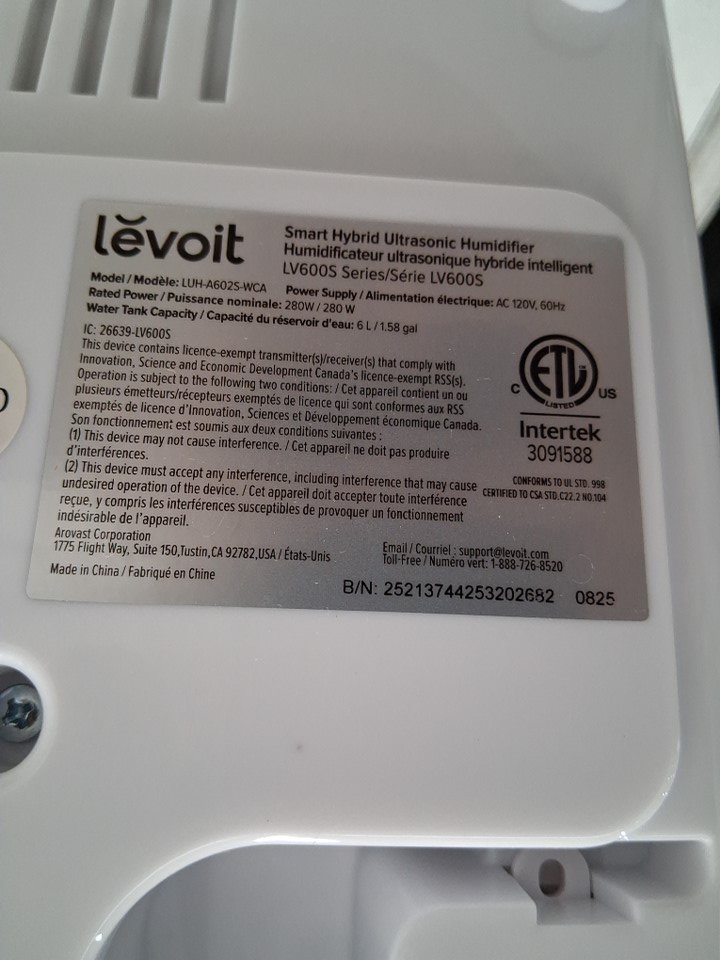 lĕvoit
Smart Hybrid Ultrasonic Humidifier
Humidificateur ultrasonique hybride intelligent
LV600S Series/Série LV600S
Model / Modèle: LUH-A602S-WCA Power Supply / Alimentation électrique: AC 120V, 60Hz
Rated Power / Puissance nominale: 280W / 280 W
Water Tank Capacity / Capacité du réservoir d'eau: 6 L / 1.58 gal
IC: 26639-LV600S
This device contains licence-exempt transmitter(s)/receiver(s) that comply with
Innovation, Science and Economic Development Canada's licence-exempt RSS(s).
Operation is subject to the following two conditions: / Cet appareil contient un ou
plusieurs émetteurs/récepteurs exemptés de licence qui sont conformes aux RSS
exemptés de licence d'Innovation, Sciences et Développement économique Canada.
Son fonctionnement est soumis aux deux conditions suivantes :
(1) This device may not cause interference. / Cet appareil ne doit pas produire
d'interférences.
(2) This device must accept any interference, including interference that may cause
undesired operation of the device. / Cet appareil doit accepter toute interférence
reçue, y compris les interférences susceptibles de provoquer un fonctionnement
indésirable de l'appareil.
C ETL US
LISTED
Intertek
3091588
CONFORMS TO UL STD. 998
CERTIFIED TO CSA STD.C22.2 NO.104
Arovast Corporation
1775 Flight Way, Suite 150,Tustin,CA 92782,USA / États-Unis
Made in China / Fabriqué en Chine
Email / Courriel : support@levoit.com
Toll-Free / Numéro vert: 1-888-726-8520
B/N: 25213744253202682 0825